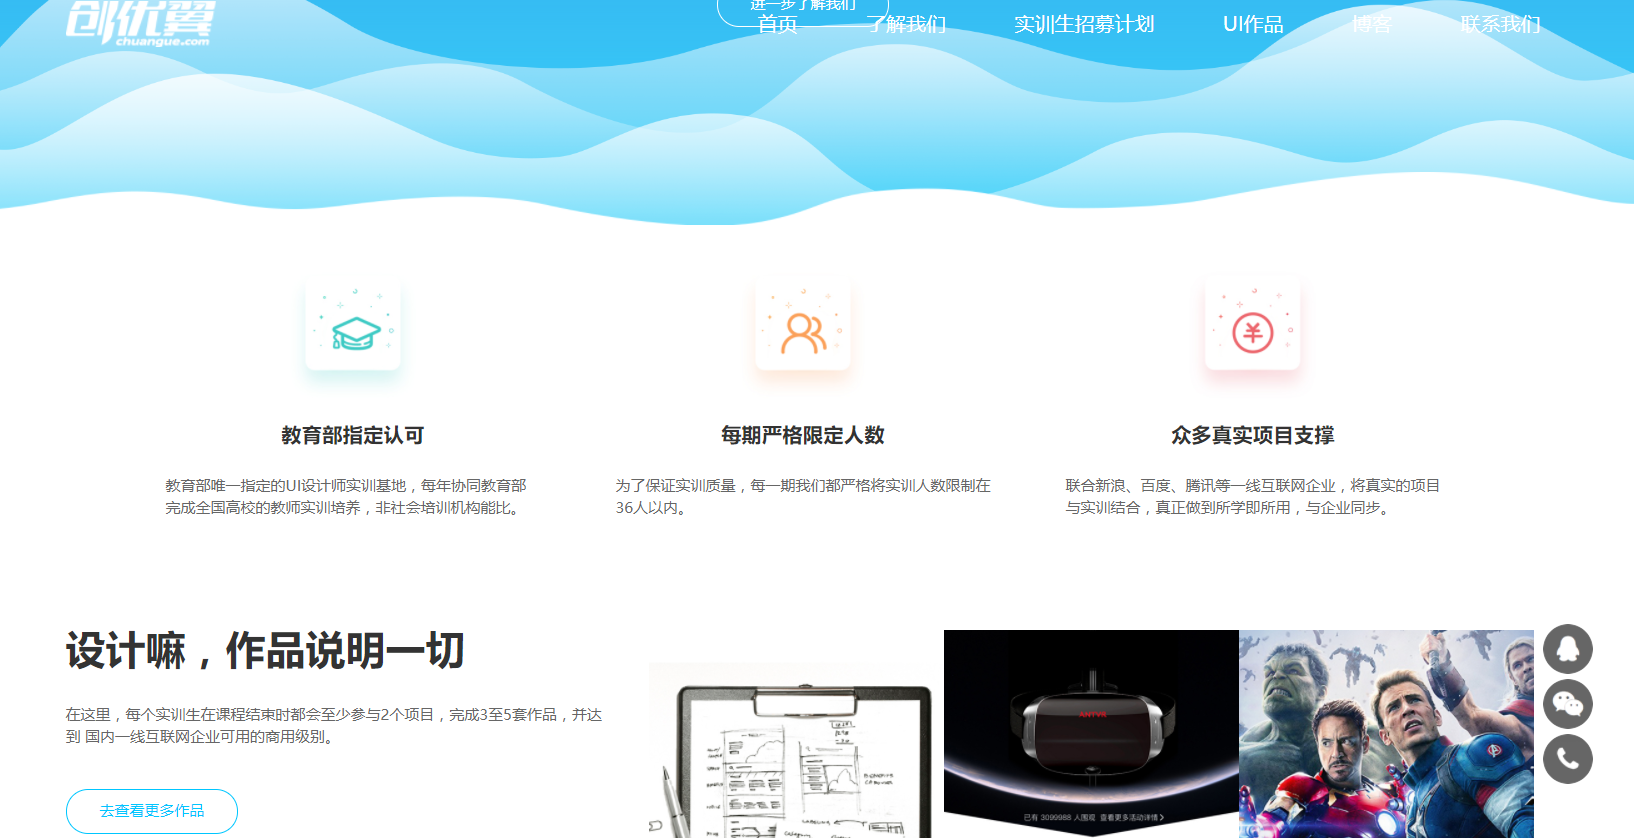 创优翼
chuangue.com
进一步了解我们
首页
了解我们
实训生招募计划
UI作品
博客
联系我们
教育部指定认可
每期严格限定人数
众多真实项目支撑
教育部唯一指定的UI设计师实训基地，每年协同教育部
完成全国高校的教师实训培养，非社会培训机构能比。
为了保证实训质量，每一期我们都严格将实训人数限制在
36人以内。
联合新浪、百度、腾讯等一线互联网企业，将真实的项目
与实训结合，真正做到所学即所用，与企业同步。
设计嘛，作品说明一切
在这里，每个实训生在课程结束时都会至少参与2个项目，完成3至5套作品，并达
到 国内一线互联网企业可用的商用级别。
去查看更多作品
ANTVR
已有 3099988 人围观 查看更多活动详情